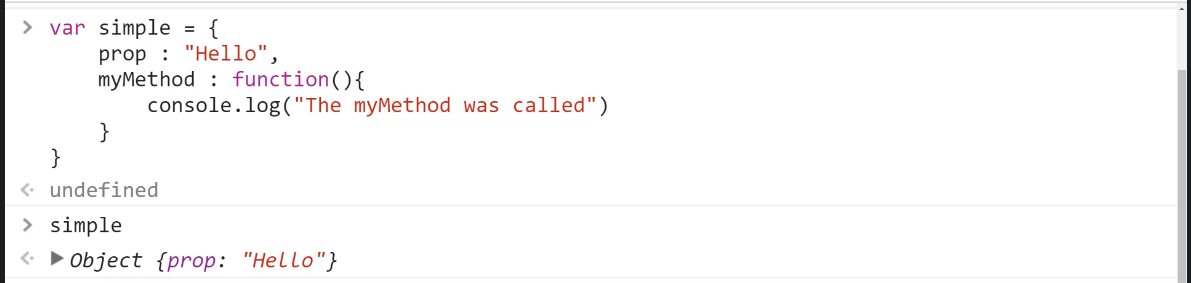 > var simple = {
prop : "Hello",
myMethod : function(){
console.log("The myMethod was called")
}
}
undefined
> simple
Object {prop: "Hello"}